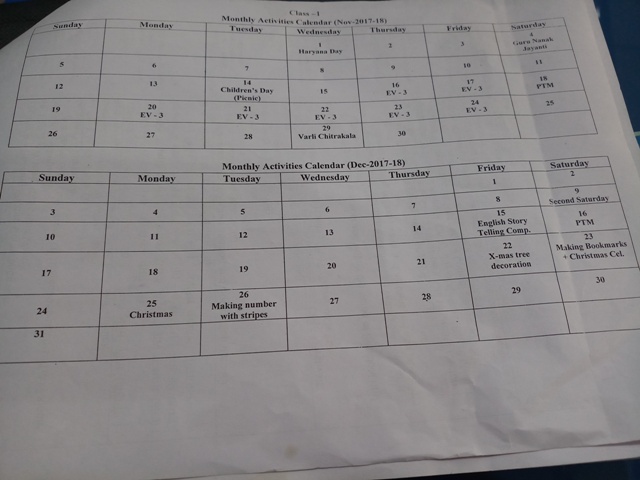 Class –I
Monthly Activities Calendar (Nov-2017-18)
Sunday Monday Tuesday Wednesday Thursday Friday Saturday
1 Haryana Day 2 3 4 Guru Nanak Jayanti
5 6 7 8 9 10 11
12 13 14 Children's Day (Picnic) 15 16 EV - 3 17 EV - 3 18 PTM
19 20 EV - 3 21 EV - 3 22 EV - 3 23 EV - 3 24 EV - 3 25
26 27 28 29 Varli Chitrakala 30
Monthly Activities Calendar (Dec-2017-18)
Sunday Monday Tuesday Wednesday Thursday Friday Saturday
1 2
3 4 5 6 7 8 9 Second Saturday
10 11 12 13 14 15 English Story Telling Comp. 16 PTM
17 18 19 20 21 22 X-mas tree decoration 23 Making Bookmarks + Christmas Cel.
24 25 Christmas 26 Making number with stripes 27 28 29 30
31